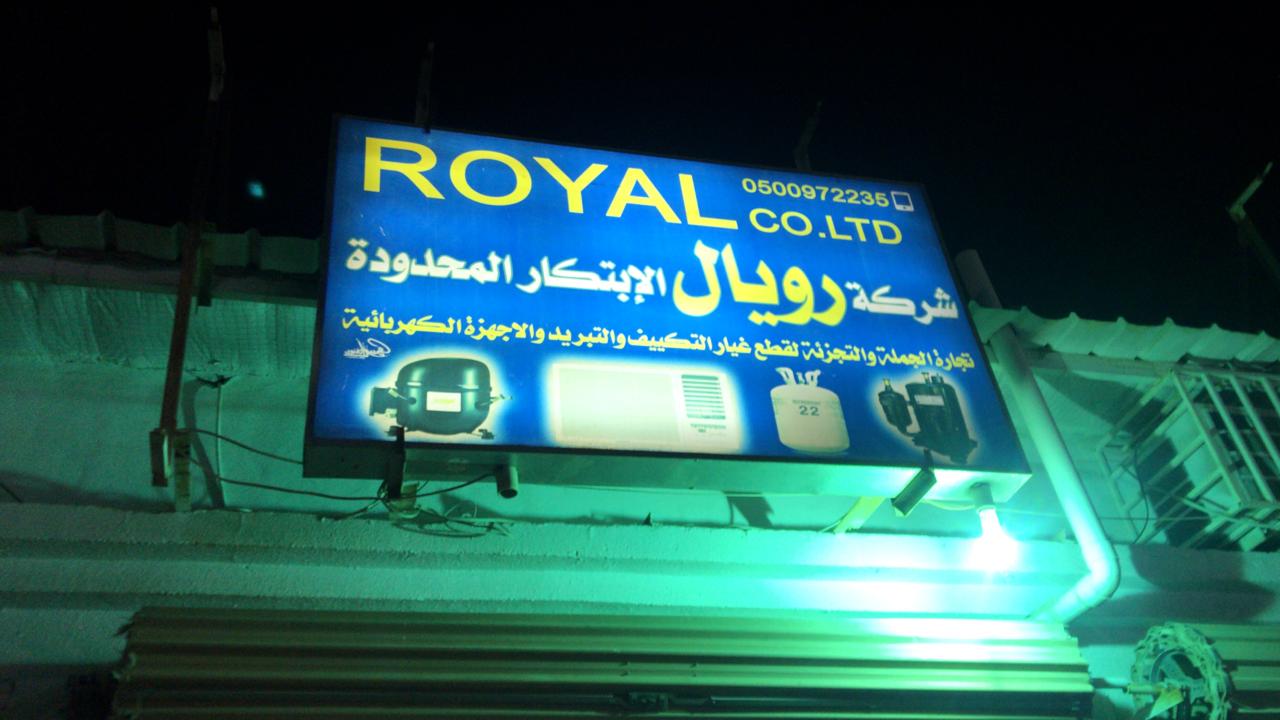 ROYAL
0500972235
CO.LTD
شركة رويال الإبتكار المحدودة
تجارة الجملة والتجزئة لقطع غيار التكييف والتبريد والاجهزة الكهربائية
22